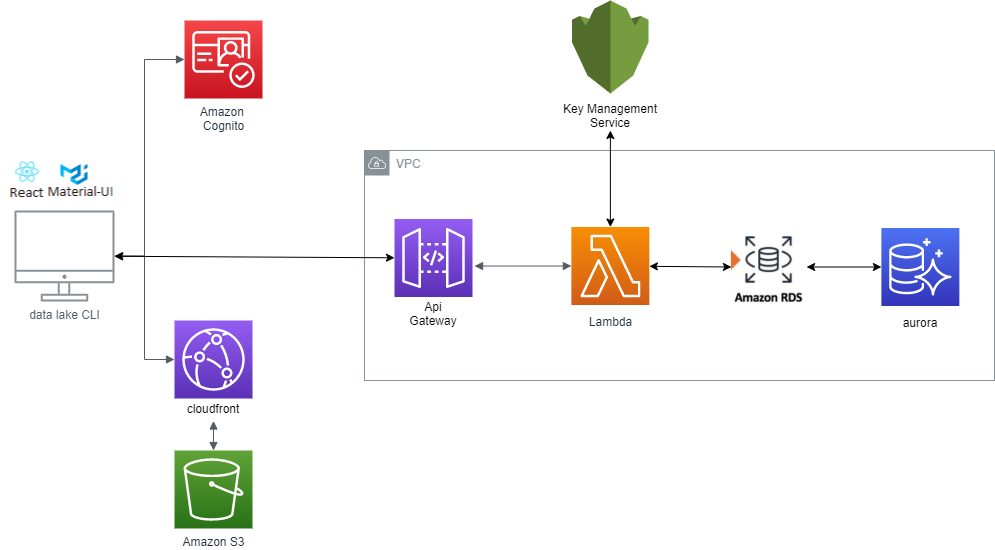 Amazon
Cognito
Key Management
Service
VPC
React
Material-UI
data lake CLI
</>
Api
Gateway
Lambda
Amazon RDS
aurora
cloudfront
Amazon S3